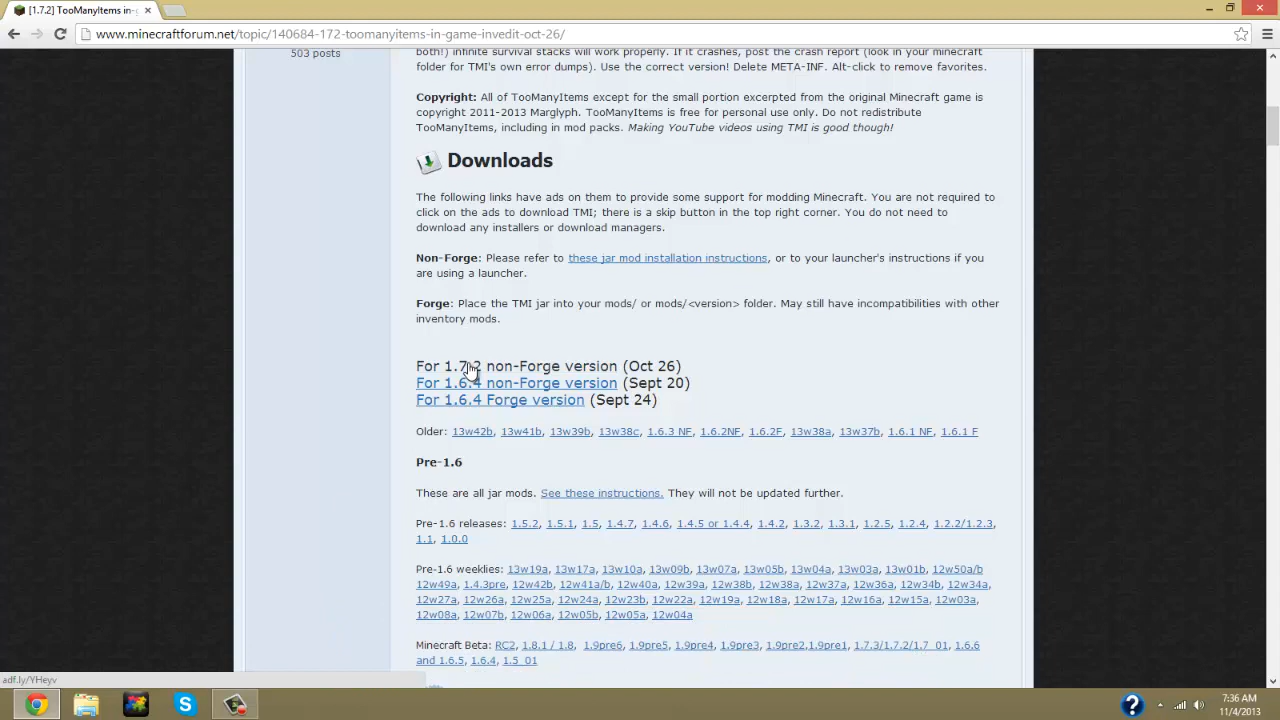 [1.7.2] TooManyItems in-g
www.minecraftforum.net/topic/140684-172-toomanyitems-in-game-invedit-oct-26/
503 posts
both!) infinite survival stacks will work properly. If it crashes, post the crash report (look in your minecraft
folder for TMI's own error dumps). Use the correct version! Delete META-INF. Alt-click to remove favorites.
Copyright: All of TooManyItems except for the small portion excerpted from the original Minecraft game is
copyright 2011-2013 Marglyph. TooManyItems is free for personal use only. Do not redistribute
TooManyItems, including in mod packs. Making YouTube videos using TMI is good though!
Downloads
The following links have ads on them to provide some support for modding Minecraft. You are not required to
click on the ads to download TMI; there is a skip button in the top right corner. You do not need to
download any installers or download managers.
Non-Forge: Please refer to these jar mod installation instructions, or to your launcher's instructions if you
are using a launcher.
Forge: Place the TMI jar into your mods/ or mods/<version> folder. May still have incompatibilities with other
inventory mods.
For 1.7.2 non-Forge version (Oct 26)
For 1.6.4 non-Forge version (Sept 20)
For 1.6.4 Forge version (Sept 24)
Older: 13w42b, 13w41b, 13w39b, 13w38c, 1.6.3 NF, 1.6.2NF, 1.6.2F, 13w38a, 13w37b, 1.6.1 NF, 1.6.1 F
Pre-1.6
These are all jar mods. See these instructions. They will not be updated further.
Pre-1.6 releases: 1.5.2, 1.5.1, 1.5, 1.4.7, 1.4.6, 1.4.5 or 1.4.4, 1.4.2, 1.3.2, 1.3.1, 1.2.5, 1.2.4, 1.2.2/1.2.3,
1.1, 1.0.0
Pre-1.6 weeklies: 13w19a, 13w17a, 13w10a, 13w09b, 13w07a, 13w05b, 13w04a, 13w03a, 13w01b, 12w50a/b
12w49a, 1.4.3pre, 12w42b, 12w41a/b, 12w40a, 12w39a, 12w38b, 12w38a, 12w37a, 12w36a, 12w34b, 12w34a,
12w27a, 12w26a, 12w25a, 12w24a, 12w23b, 12w22a, 12w19a, 12w18a, 12w17a, 12w16a, 12w15a, 12w03a,
12w08a, 12w07b, 12w06a, 12w05b, 12w05a, 12w04a
Minecraft Beta: RC2, 1.8.1 / 1.8, 1.9pre6, 1.9pre5, 1.9pre4, 1.9pre3, 1.9pre2,1.9pre1, 1.7.3/1.7.2/1.7_01, 1.6.6
and 1.6.5, 1.6.4, 1.5_01
adf.ly/YHeyv
7:36 AM
11/4/2013